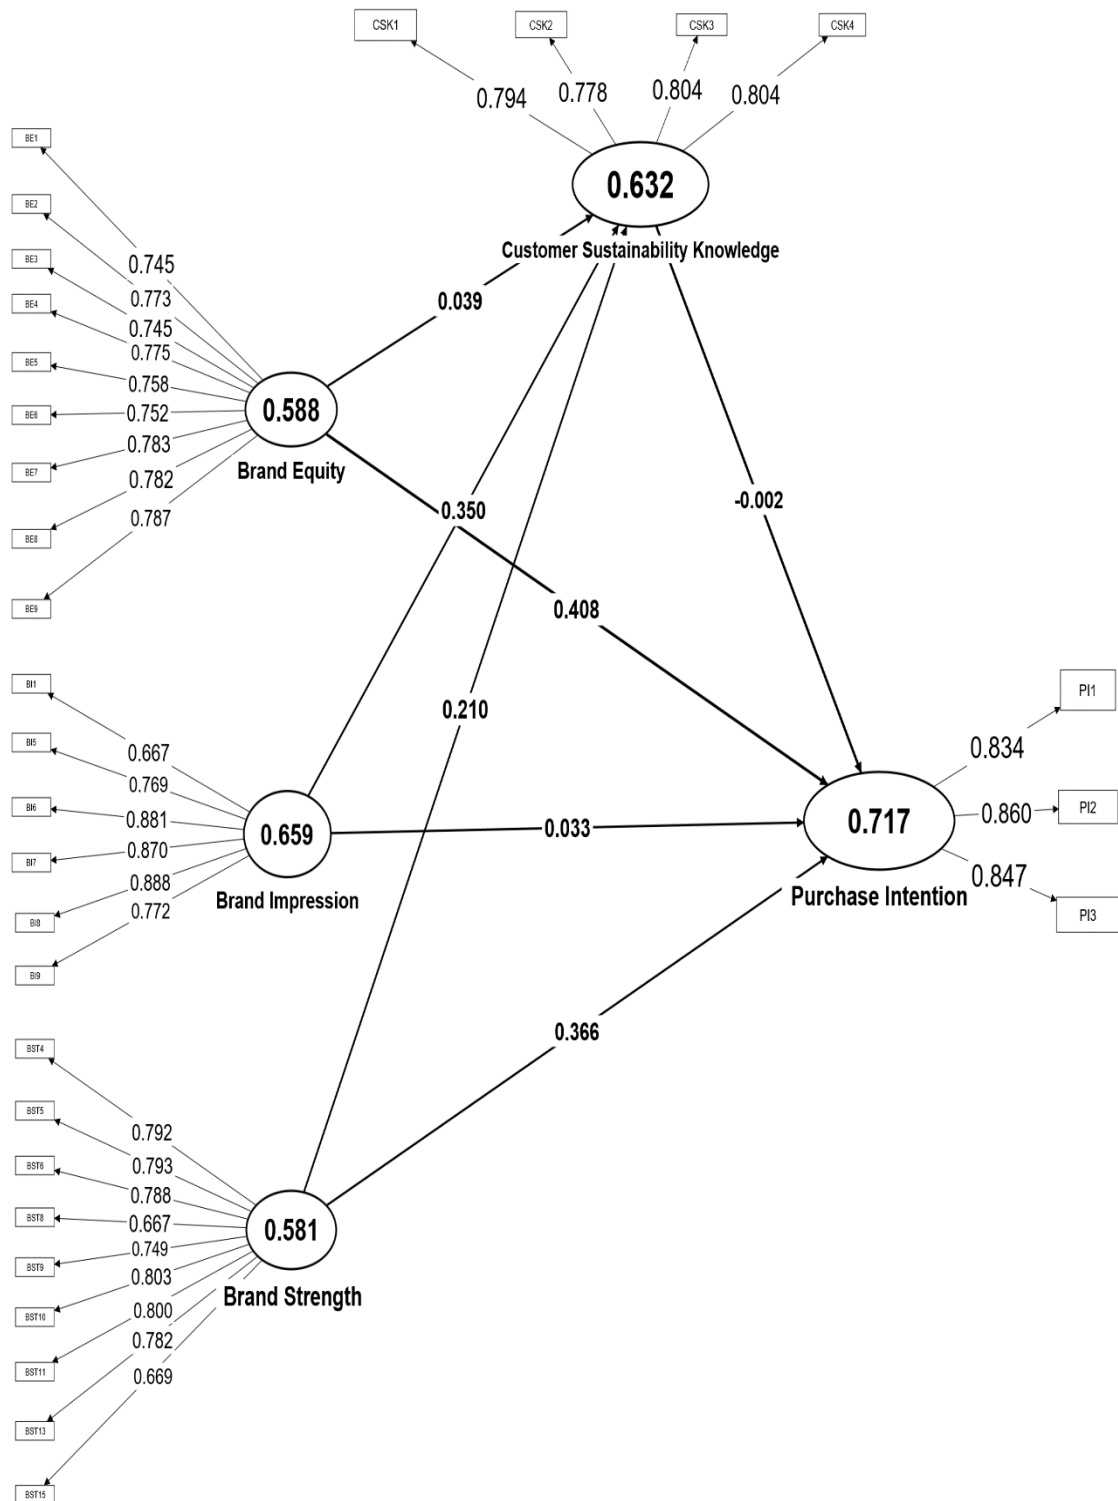 CSK1
CSK2
CSK3
CSK4
0.794
0.778
0.804
0.804
0.632
Customer Sustainability Knowledge
BE1
BE2
BE3
BE4
BE5
BE6
BE7
BE8
BE9
0.745
0.773
0.745
0.775
0.758
0.752
0.783
0.782
0.787
0.588
Brand Equity
0.039
0.350
-0.002
0.408
0.210
BI1
BI5
BI6
BI7
BI8
BI9
0.667
0.769
0.881
0.870
0.888
0.772
0.659
Brand Impression
0.033
0.366
0.717
Purchase Intention
0.834
0.860
0.847
PI1
PI2
PI3
BST4
BST5
BST6
BST8
BST9
BST10
BST11
BST13
BST15
0.792
0.793
0.788
0.667
0.749
0.803
0.800
0.782
0.669
0.581
Brand Strength